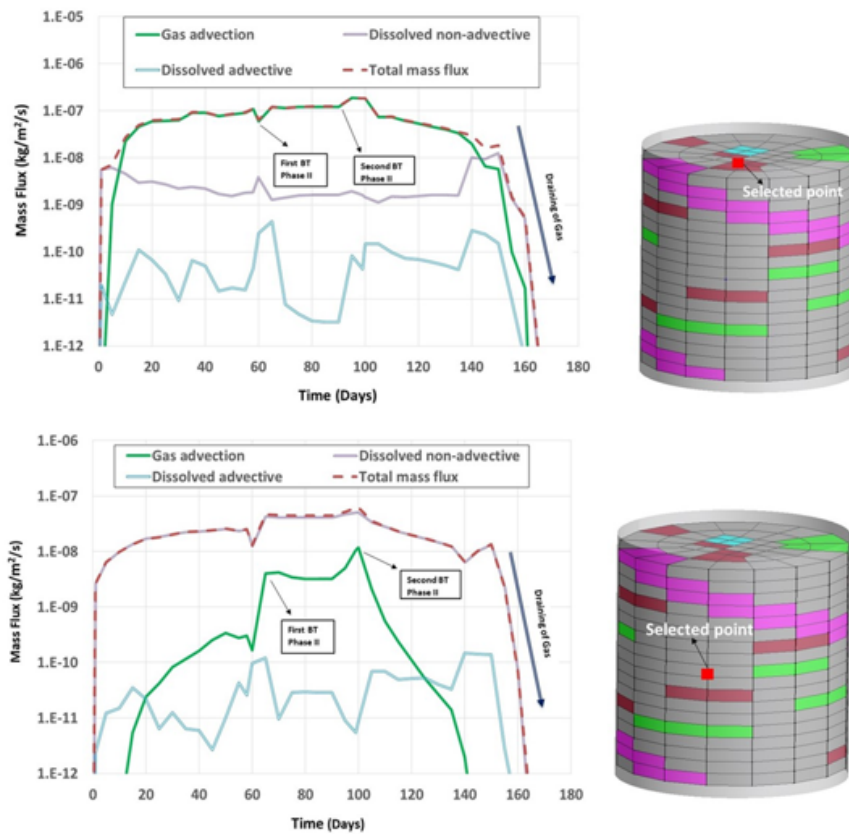 1.E-05
Gas advection
Dissolved non-advective
1.E-06
Dissolved advective
Total mass flux
1.E-07
1.E-08
1.E-09
1.E-10
1.E-11
1.E-12
Mass Flux (kg/m²/s)
First BT
Phase II
Second BT
Phase II
Draining of Gas
0 20 40 60 80 100 120 140 160 180
Time (Days)
Selected point
1.E-06
Gas advection
Dissolved non-advective
Dissolved advective
Total mass flux
1.E-07
1.E-08
1.E-09
1.E-10
1.E-11
1.E-12
Mass Flux (kg/m²/s)
Second BT
Phase II
First BT
Phase II
Draining of Gas
0 20 40 60 80 100 120 140 160 180
Time (Days)
Selected point